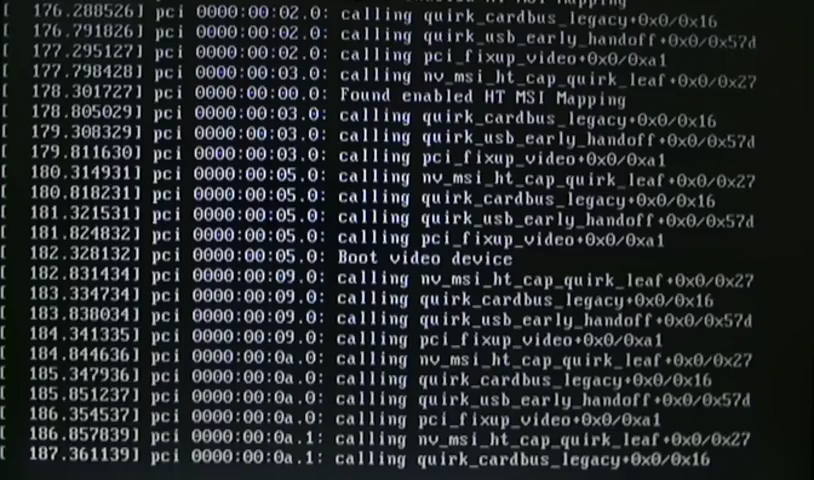 MSI Mapping
[  176.288526] pci 0000:00:02.0: calling quirk_cardbus_legacy+0x0/0x16
[  176.791826] pci 0000:00:02.0: calling quirk_usb_early_handoff+0x0/0x57d
[  177.295127] pci 0000:00:02.0: calling pci_fixup_video+0x0/0xa1
[  177.798428] pci 0000:00:03.0: calling nv_msi_ht_cap_quirk_leaf+0x0/0x27
[  178.301727] pci 0000:00:00.0: Found enabled HT MSI Mapping
[  178.805029] pci 0000:00:03.0: calling quirk_cardbus_legacy+0x0/0x16
[  179.308329] pci 0000:00:03.0: calling quirk_usb_early_handoff+0x0/0x57d
[  179.811630] pci 0000:00:03.0: calling pci_fixup_video+0x0/0xa1
[  180.314931] pci 0000:00:05.0: calling nv_msi_ht_cap_quirk_leaf+0x0/0x27
[  180.818231] pci 0000:00:05.0: calling quirk_cardbus_legacy+0x0/0x16
[  181.321531] pci 0000:00:05.0: calling quirk_usb_early_handoff+0x0/0x57d
[  181.824832] pci 0000:00:05.0: calling pci_fixup_video+0x0/0xa1
[  182.328132] pci 0000:00:05.0: Boot video device
[  182.831434] pci 0000:00:09.0: calling nv_msi_ht_cap_quirk_leaf+0x0/0x27
[  183.334734] pci 0000:00:09.0: calling quirk_cardbus_legacy+0x0/0x16
[  183.838034] pci 0000:00:09.0: calling quirk_usb_early_handoff+0x0/0x57d
[  184.341335] pci 0000:00:09.0: calling pci_fixup_video+0x0/0xa1
[  184.844636] pci 0000:00:0a.0: calling nv_msi_ht_cap_quirk_leaf+0x0/0x27
[  185.347936] pci 0000:00:0a.0: calling quirk_cardbus_legacy+0x0/0x16
[  185.851237] pci 0000:00:0a.0: calling quirk_usb_early_handoff+0x0/0x57d
[  186.354537] pci 0000:00:0a.0: calling pci_fixup_video+0x0/0xa1
[  186.857839] pci 0000:00:0a.1: calling nv_msi_ht_cap_quirk_leaf+0x0/0x27
[  187.361139] pci 0000:00:0a.1: calling quirk_cardbus_legacy+0x0/0x16